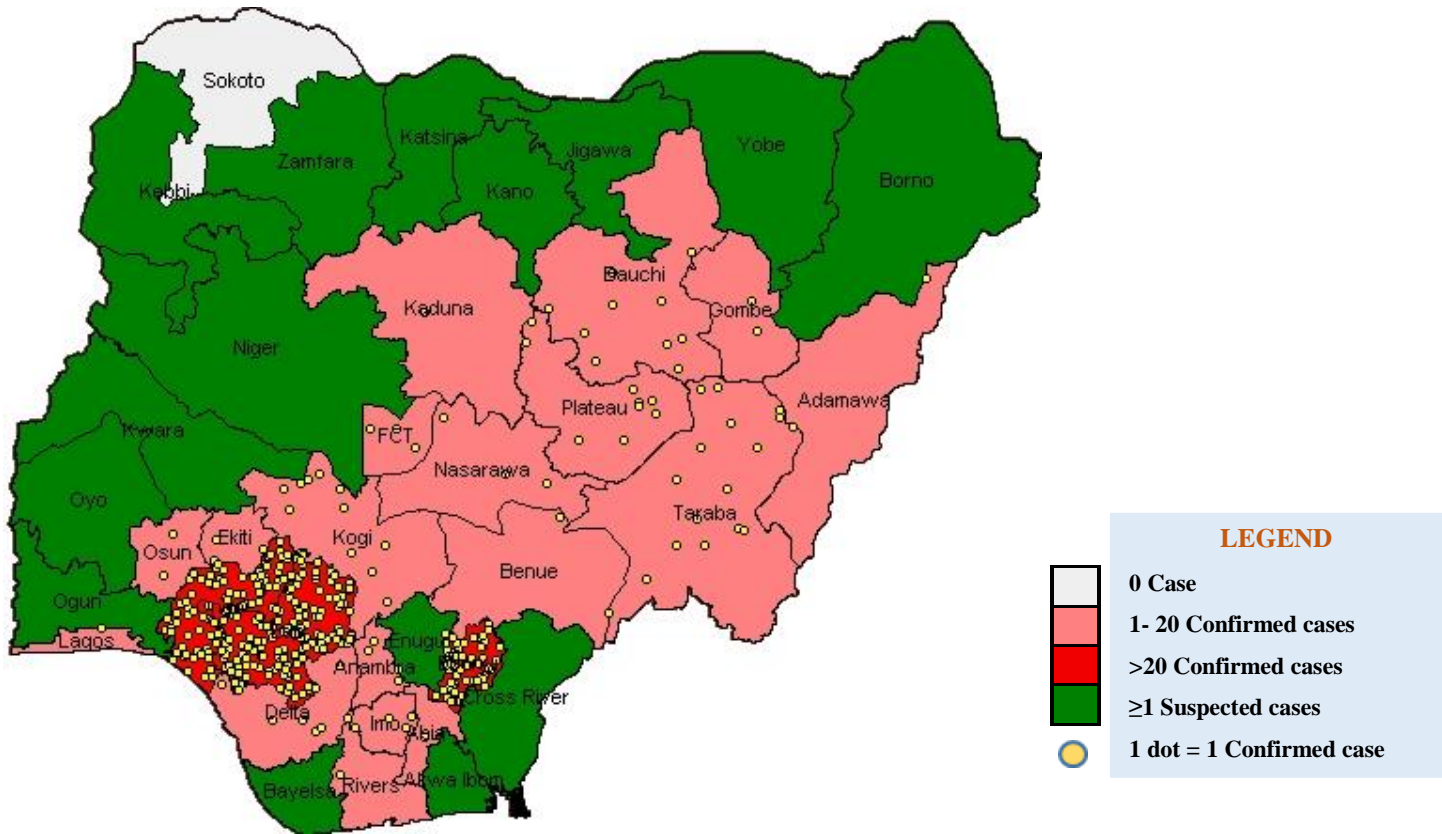 Sokoto
Katsina
Zamfara
Jigawa
Yobe
Kebbi
Kano
Borno
Bauchi
Kaduna
Gombe
Niger
Plateau
Adamawa
Kwara
FCT
Nasarawa
Oyo
Taraba
Ekiti
Kogi
Osun
Benue
Ogun
Lagos
Enugu
Anambra
Cross River
Delta
Imo
Abia
Bayelsa
Rivers
Akwa Ibom
LEGEND
0 Case
1- 20 Confirmed cases
>20 Confirmed cases
≥1 Suspected cases
1 dot = 1 Confirmed case